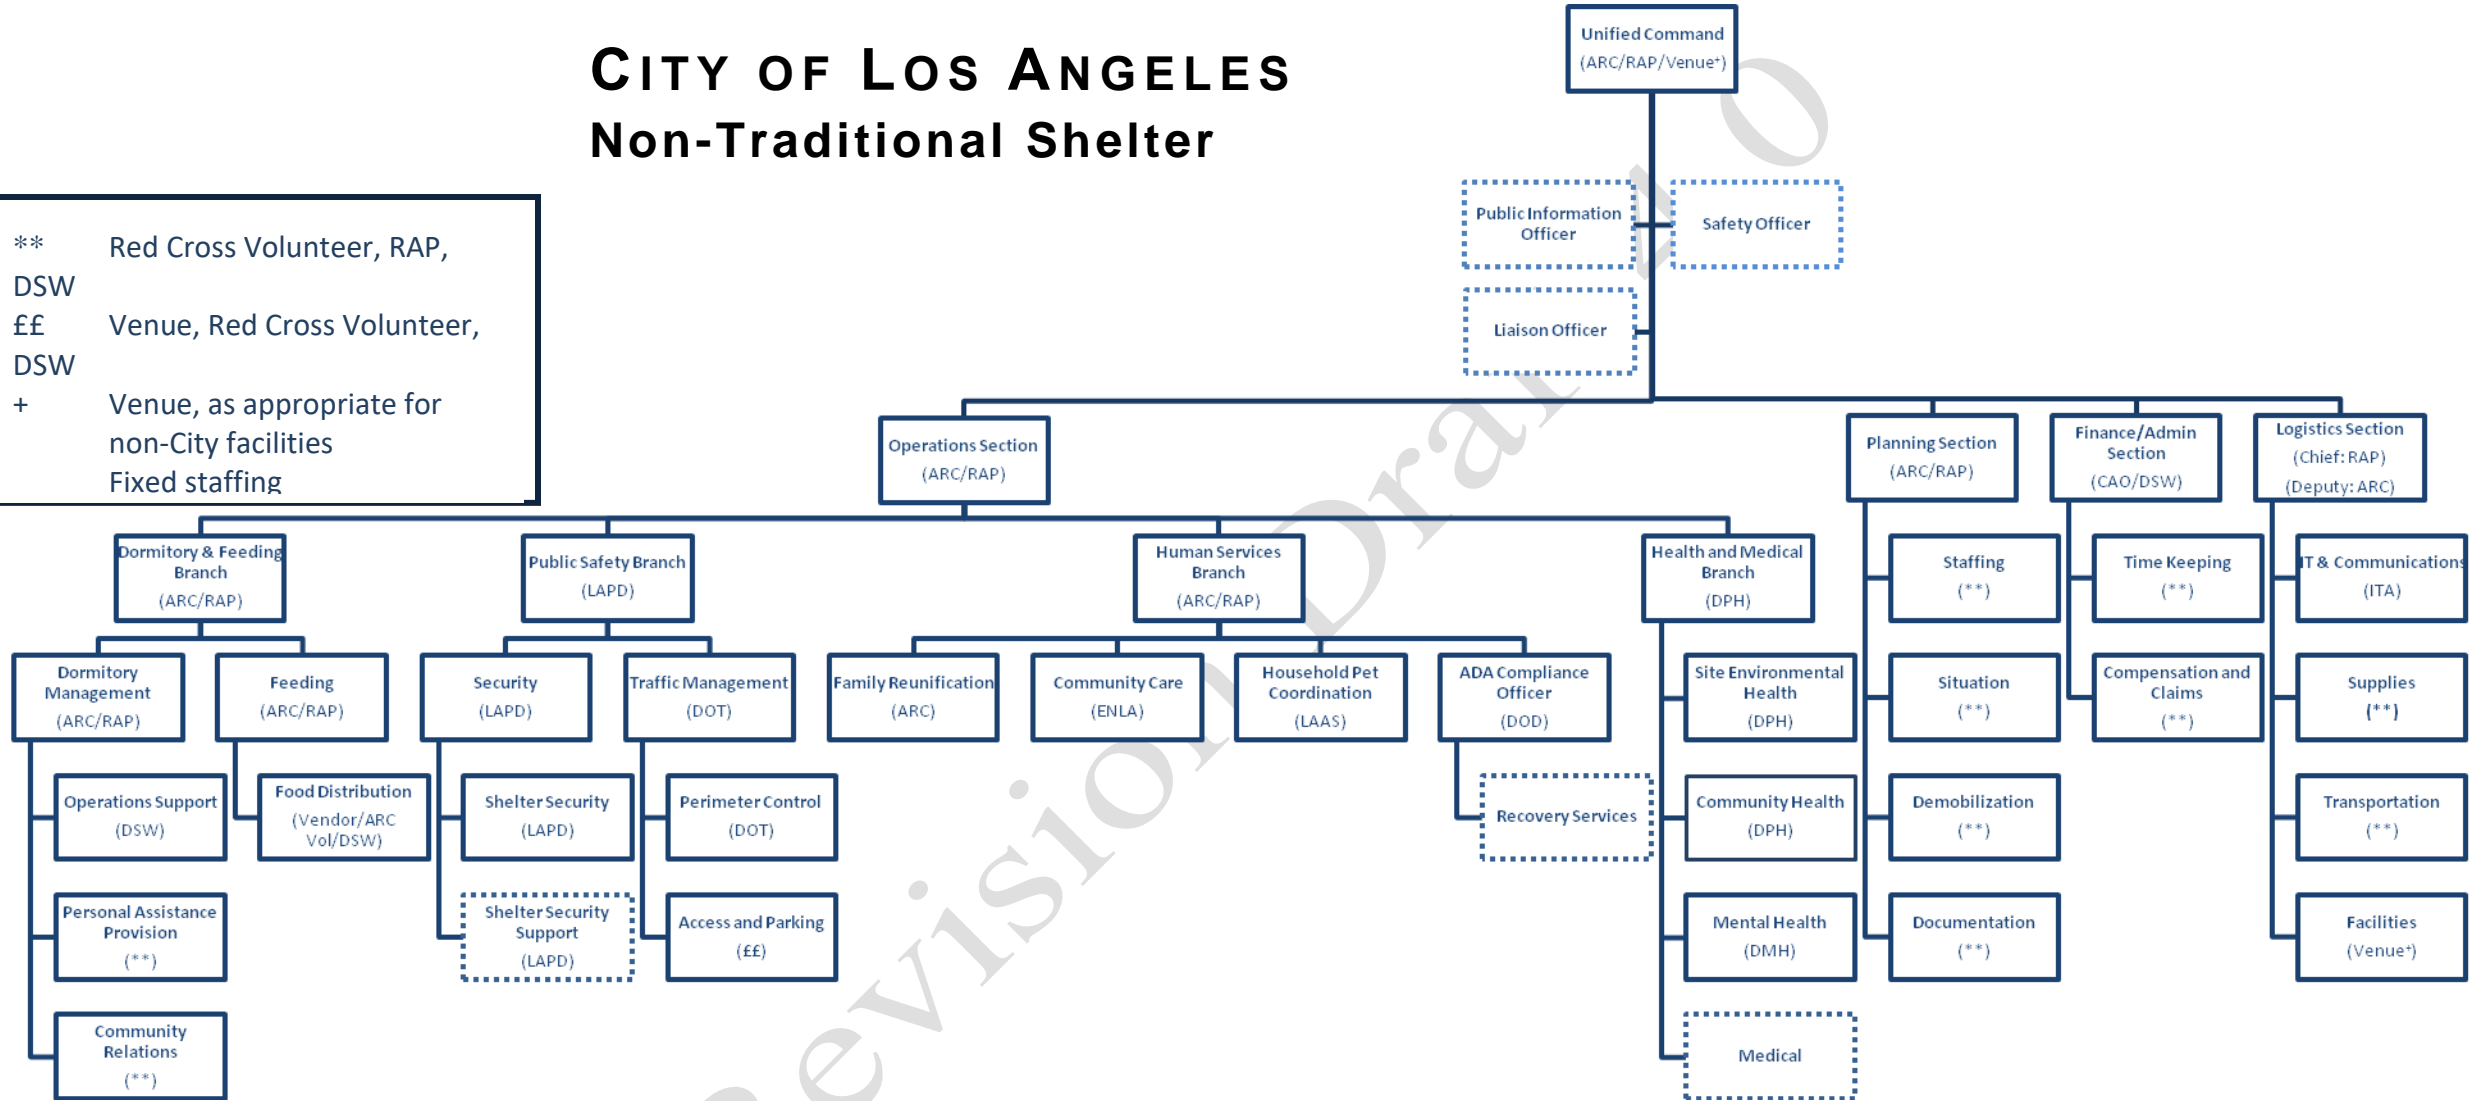 CITY OF LOS ANGELES
Non-Traditional Shelter
** Red Cross Volunteer, RAP,
DSW
££ Venue, Red Cross Volunteer,
DSW
+ Venue, as appropriate for
non-City facilities
Fixed staffing
Unified Command
(ARC/RAP/Venue⁺)
Public Information
Officer
Safety Officer
Liaison Officer
Operations Section
(ARC/RAP)
Planning Section
(ARC/RAP)
Finance/Admin
Section
(CAO/DSW)
Logistics Section
(Chief: RAP)
(Deputy: ARC)
Dormitory & Feeding
Branch
(ARC/RAP)
Public Safety Branch
(LAPD)
Human Services
Branch
(ARC/RAP)
Health and Medical
Branch
(DPH)
Staffing
(**)
Time Keeping
(**)
IT & Communications
(ITA)
Dormitory
Management
(ARC/RAP)
Feeding
(ARC/RAP)
Security
(LAPD)
Traffic Management
(DOT)
Family Reunification
(ARC)
Community Care
(ENLA)
Household Pet
Coordination
(LAAS)
ADA Compliance
Officer
(DOD)
Site Environmental
Health
(DPH)
Situation
(**)
Compensation and
Claims
(**)
Supplies
(**)
Operations Support
(DSW)
Food Distribution
(Vendor/ARC
Vol/DSW)
Shelter Security
(LAPD)
Perimeter Control
(DOT)
Recovery Services
Community Health
(DPH)
Demobilization
(**)
Transportation
(**)
Personal Assistance
Provision
(**)
Shelter Security
Support
(LAPD)
Access and Parking
(££)
Mental Health
(DMH)
Documentation
(**)
Facilities
(Venue⁺)
Community
Relations
(**)
Medical